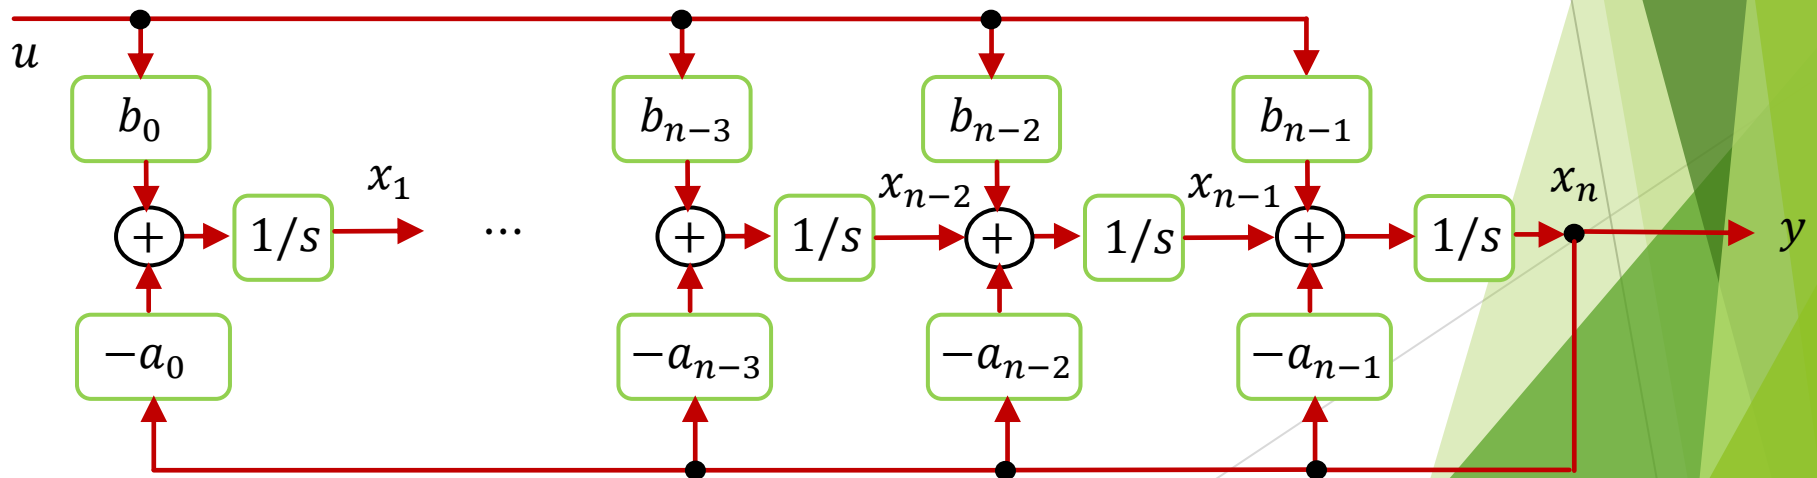 u
b₀ bₙ₋₃ bₙ₋₂ bₙ₋₁
x₁ xₙ₋₂ xₙ₋₁ xₙ
+ 1/s ... + 1/s + 1/s + 1/s y
−a₀ −aₙ₋₃ −aₙ₋₂ −aₙ₋₁